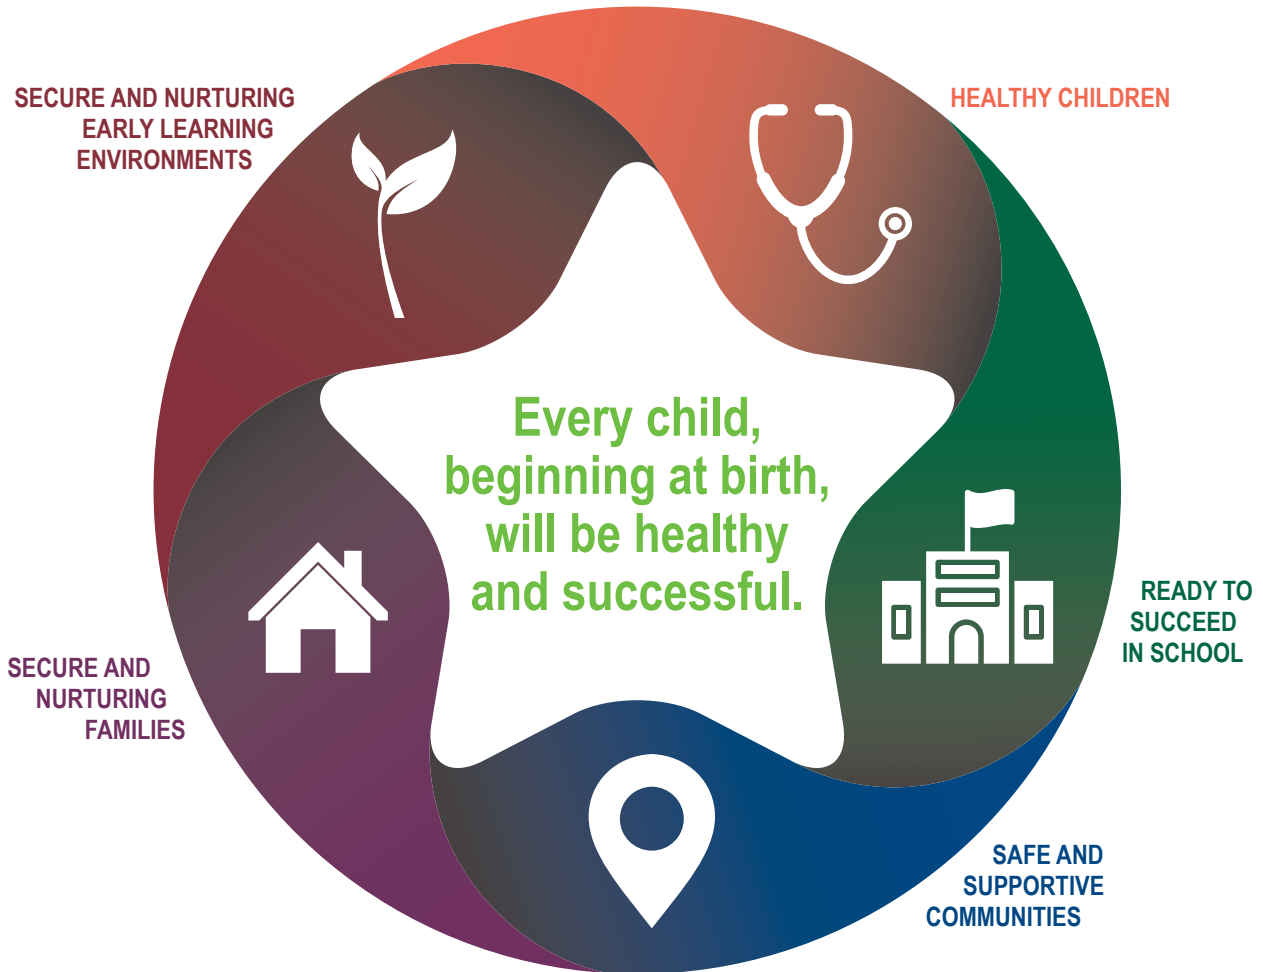 SECURE AND NURTURING
EARLY LEARNING
ENVIRONMENTS
HEALTHY CHILDREN
Every child,
beginning at birth,
will be healthy
and successful.
READY TO
SUCCEED
IN SCHOOL
SECURE AND
NURTURING
FAMILIES
SAFE AND
SUPPORTIVE
COMMUNITIES